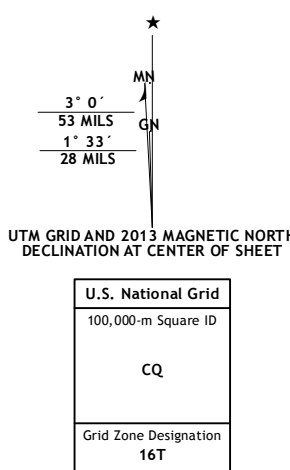 ★
MN
3° 0´
53 MILS
GN
1° 33´
28 MILS
UTM GRID AND 2013 MAGNETIC NORTH
DECLINATION AT CENTER OF SHEET
U.S. National Grid
100,000-m Square ID
CQ
Grid Zone Designation
16T